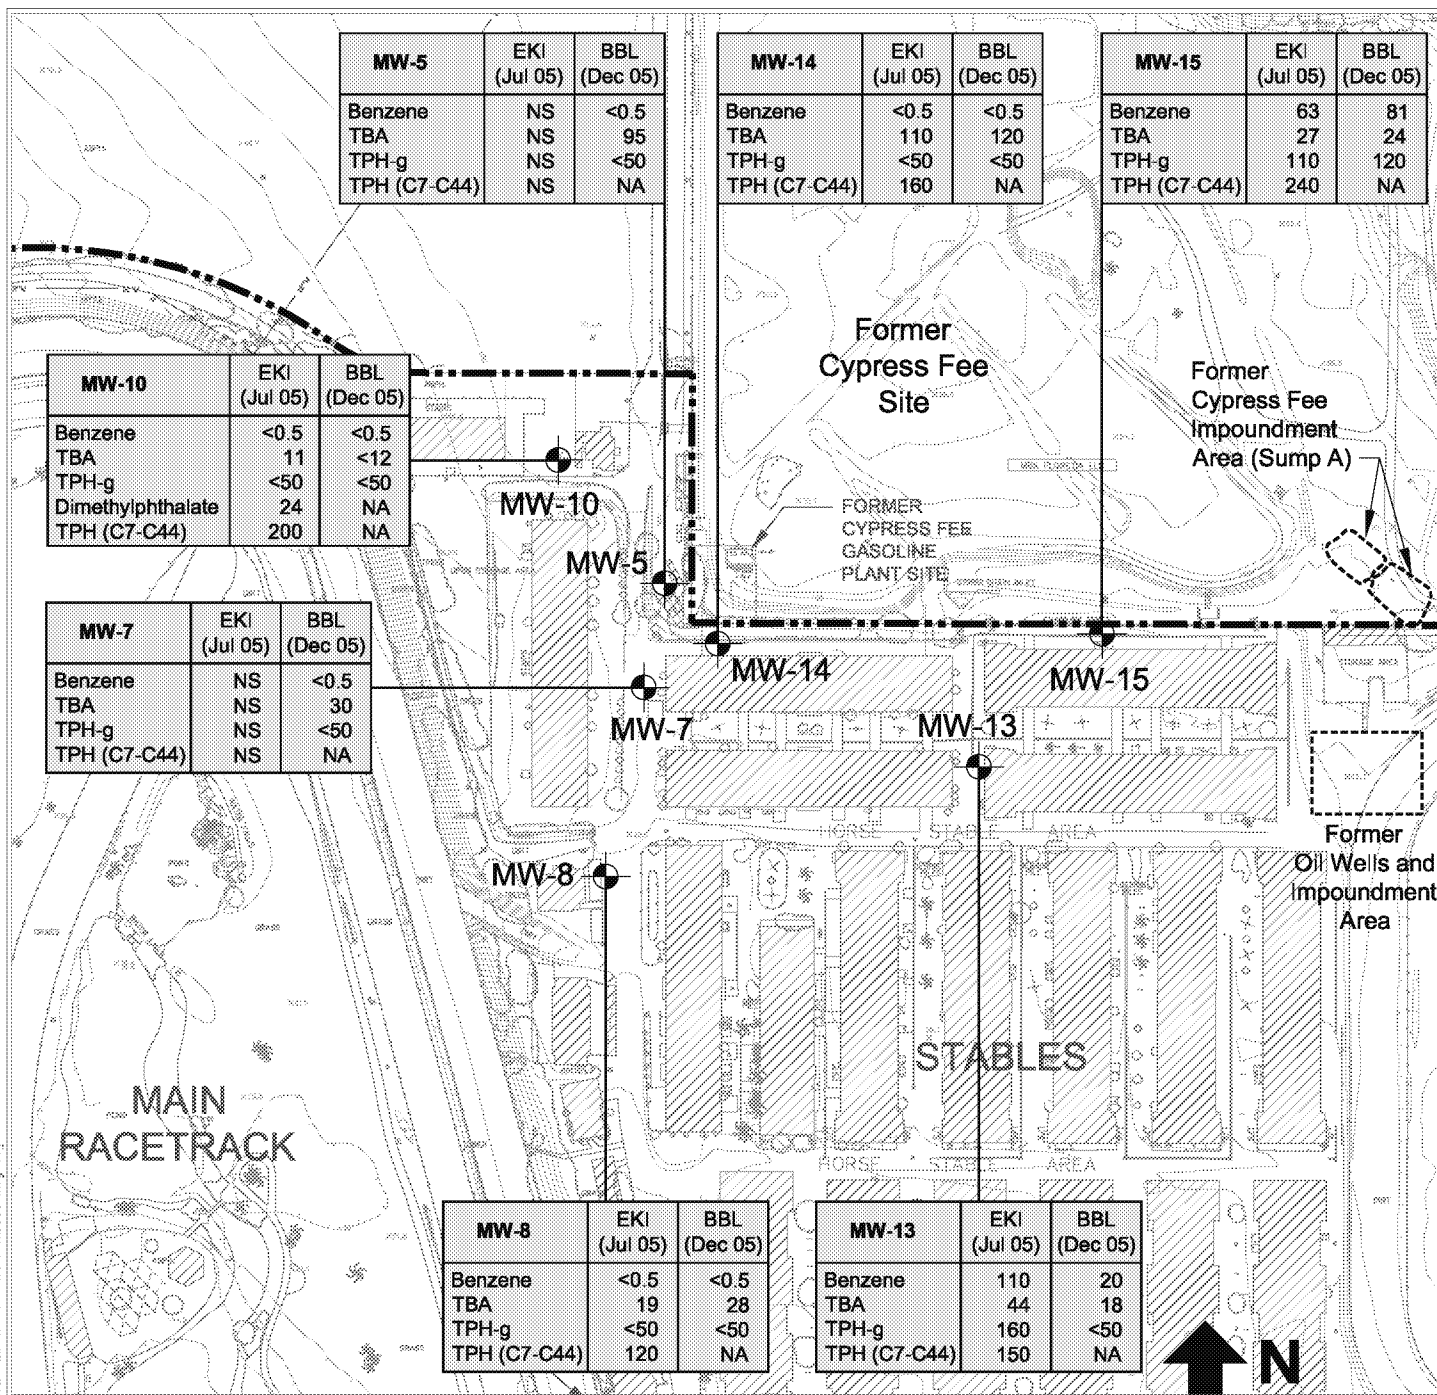 MW-5 EKI (Jul 05) BBL (Dec 05)
Benzene NS <0.5
TBA NS 95
TPH-g NS <50
TPH (C7-C44) NS NA
MW-14 EKI (Jul 05) BBL (Dec 05)
Benzene <0.5 <0.5
TBA 110 120
TPH-g <50 <50
TPH (C7-C44) 160 NA
MW-15 EKI (Jul 05) BBL (Dec 05)
Benzene 63 81
TBA 27 24
TPH-g 110 120
TPH (C7-C44) 240 NA
Former
Cypress Fee
Site
Former
Cypress Fee
Impoundment
Area (Sump A)
MW-10 EKI (Jul 05) BBL (Dec 05)
Benzene <0.5 <0.5
TBA 11 <12
TPH-g <50 <50
Dimethylphthalate 24 NA
TPH (C7-C44) 200 NA
MW-10
FORMER
CYPRESS FEE
GASOLINE
PLANT SITE
MW-5
MW-7 EKI (Jul 05) BBL (Dec 05)
Benzene NS <0.5
TBA NS 30
TPH-g NS <50
TPH (C7-C44) NS NA
MW-14
MW-15
MW-7
MW-13
HORSE STABLE AREA
Former
Oil Wells and
Impoundment
Area
MW-8
STABLES
MAIN
RACETRACK
HORSE STABLE AREA
MW-8 EKI (Jul 05) BBL (Dec 05)
Benzene <0.5 <0.5
TBA 19 28
TPH-g <50 <50
TPH (C7-C44) 120 NA
MW-13 EKI (Jul 05) BBL (Dec 05)
Benzene 110 20
TBA 44 18
TPH-g 160 <50
TPH (C7-C44) 150 NA
N